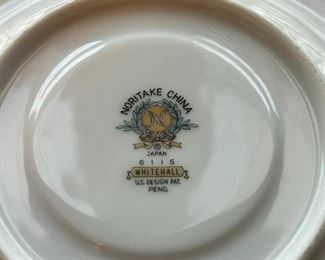 NORITAKE CHINA
N
®
JAPAN
6115
WHITEHALL
U.S. DESIGN PAT.
PEND.